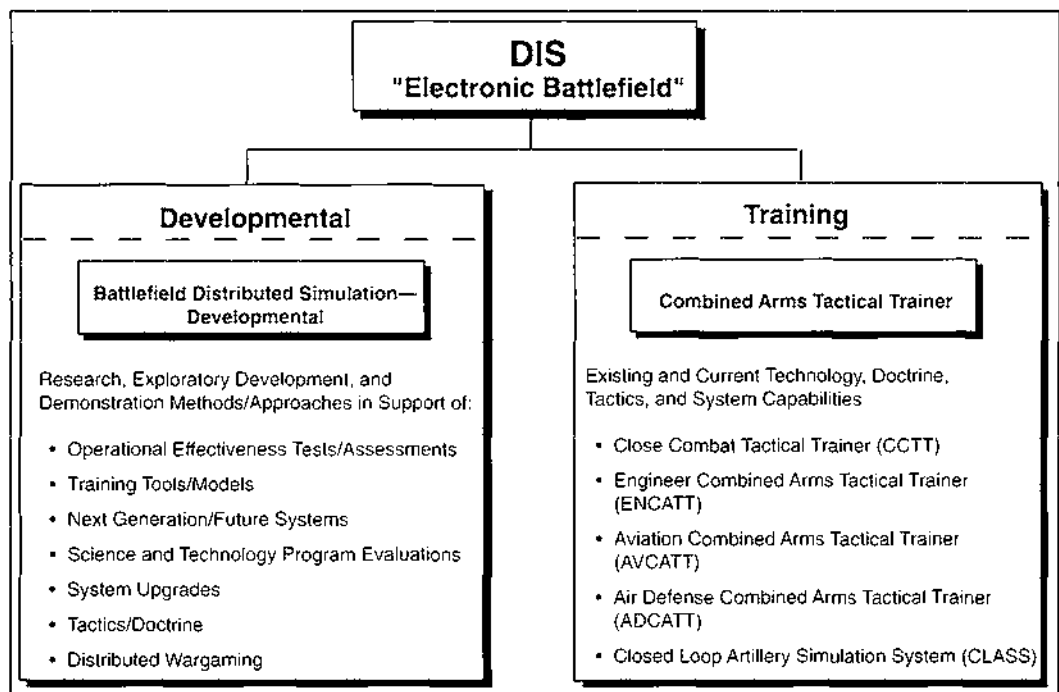 DIS
"Electronic Battlefield"
Developmental
Battlefield Distributed Simulation—
Developmental
Research, Exploratory Development, and
Demonstration Methods/Approaches in Support of:
• Operational Effectiveness Tests/Assessments
• Training Tools/Models
• Next Generation/Future Systems
• Science and Technology Program Evaluations
• System Upgrades
• Tactics/Doctrine
• Distributed Wargaming
Training
Combined Arms Tactical Trainer
Existing and Current Technology, Doctrine,
Tactics, and System Capabilities
• Close Combat Tactical Trainer (CCTT)
• Engineer Combined Arms Tactical Trainer
(ENCATT)
• Aviation Combined Arms Tactical Trainer
(AVCATT)
• Air Defense Combined Arms Tactical Trainer
(ADCATT)
• Closed Loop Artillery Simulation System (CLASS)